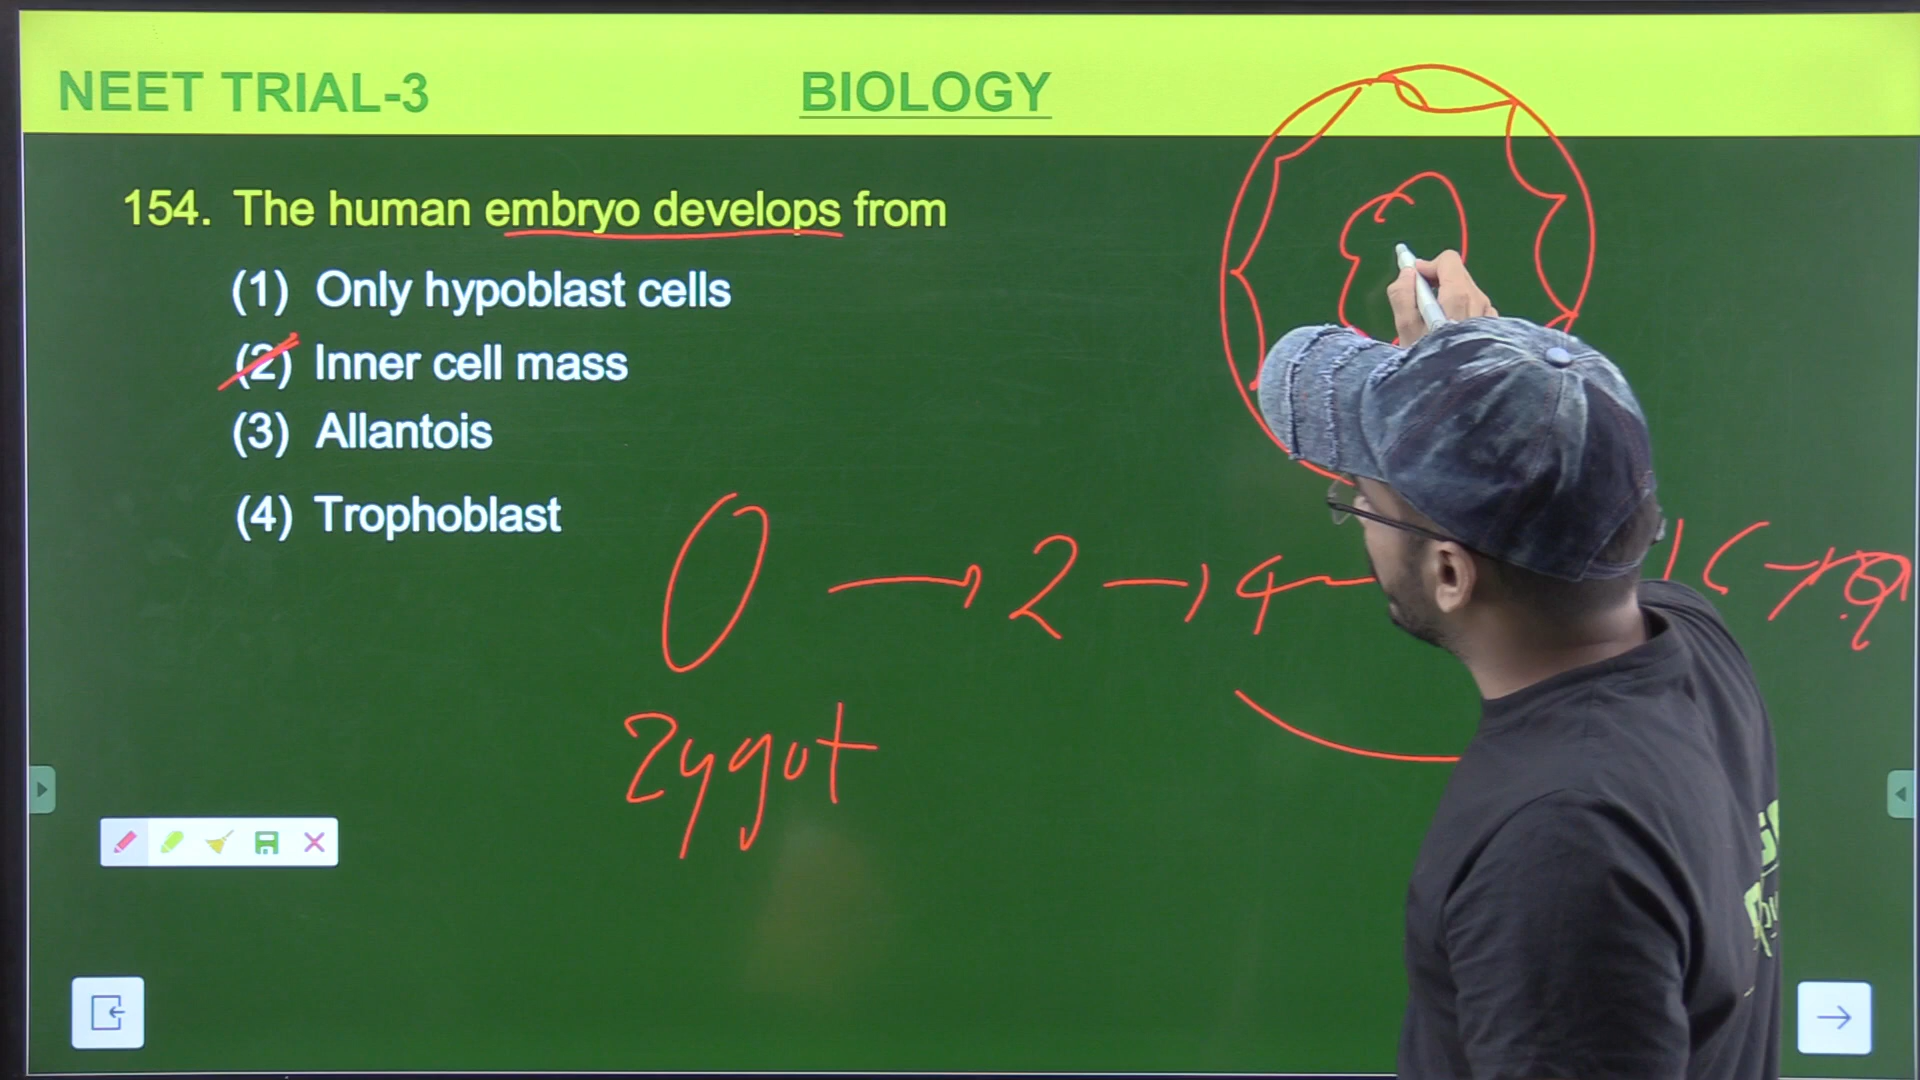 NEET TRIAL-3
BIOLOGY
154. The human embryo develops from
(1) Only hypoblast cells
(2) Inner cell mass
(3) Allantois
(4) Trophoblast
2 4 16
Zygot